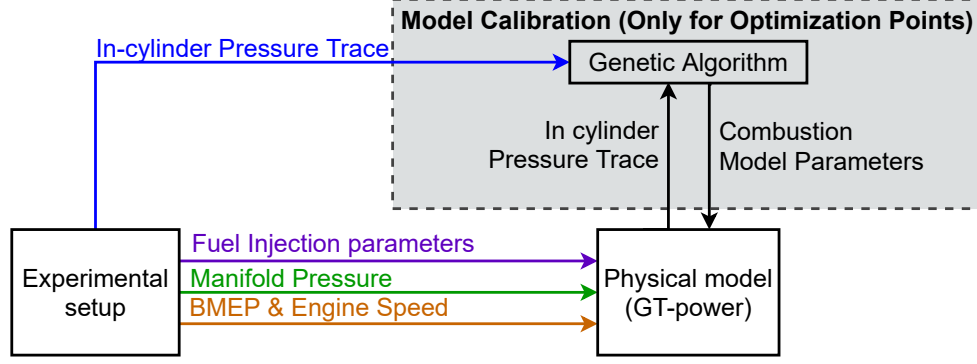 Model Calibration (Only for Optimization Points)
In-cylinder Pressure Trace
Genetic Algorithm
In cylinder
Pressure Trace
Combustion
Model Parameters
Experimental
setup
Fuel Injection parameters
Manifold Pressure
BMEP & Engine Speed
Physical model
(GT-power)